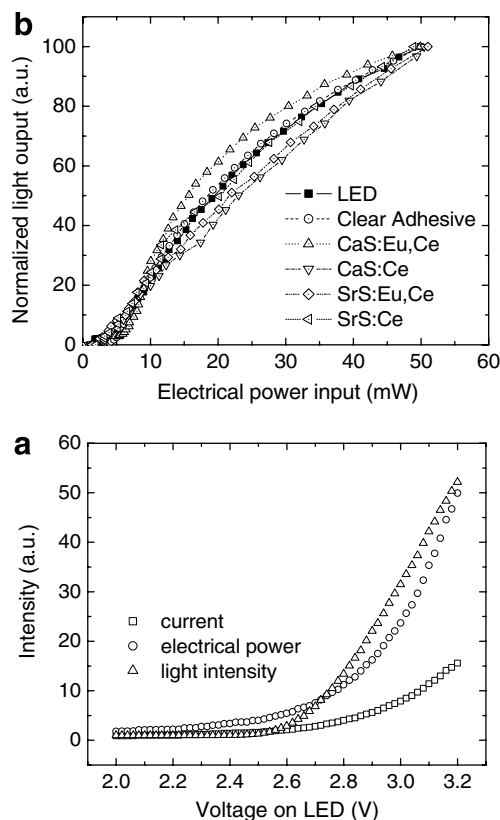 b
Normalized light ouput (a.u.)
100
80
60
40
20
0
LED
Clear Adhesive
CaS:Eu,Ce
CaS:Ce
SrS:Eu,Ce
SrS:Ce
0 10 20 30 40 50 60
Electrical power input (mW)
a
Intensity (a.u.)
60
50
40
30
20
10
0
current
electrical power
light intensity
2.0 2.2 2.4 2.6 2.8 3.0 3.2
Voltage on LED (V)